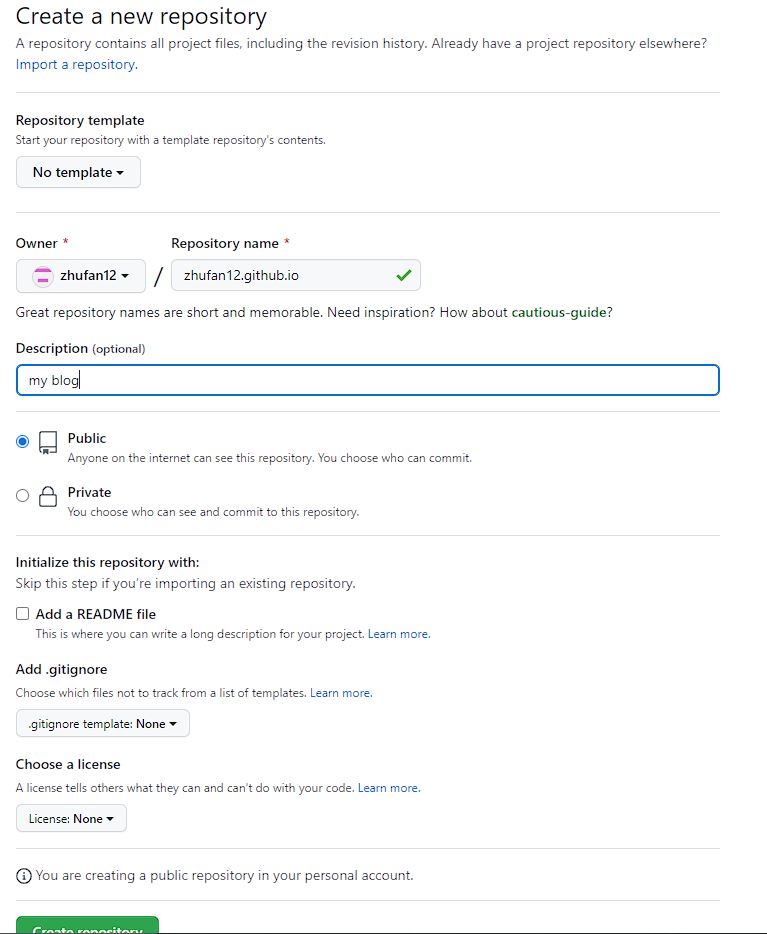 Create a new repository
A repository contains all project files, including the revision history. Already have a project repository elsewhere?
Import a repository.
Repository template
Start your repository with a template repository's contents.
No template
Owner *
Repository name *
zhufan12
/
zhufan12.github.io
Great repository names are short and memorable. Need inspiration? How about cautious-guide?
Description (optional)
my blog
Public
Anyone on the internet can see this repository. You choose who can commit.
Private
You choose who can see and commit to this repository.
Initialize this repository with:
Skip this step if you're importing an existing repository.
Add a README file
This is where you can write a long description for your project. Learn more.
Add .gitignore
Choose which files not to track from a list of templates. Learn more.
.gitignore template: None
Choose a license
A license tells others what they can and can't do with your code. Learn more.
License: None
You are creating a public repository in your personal account.
Create repository